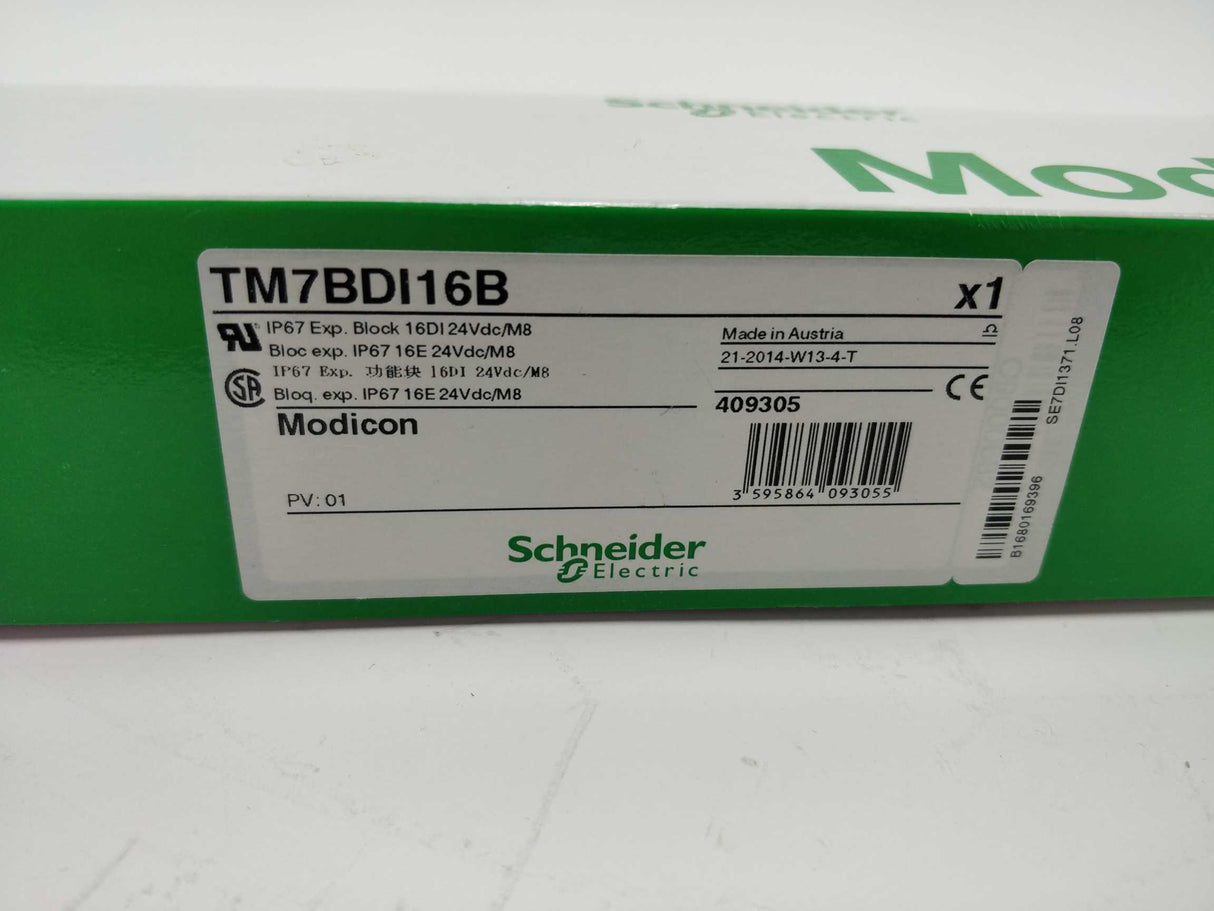 Schneider
Electric
Mod
TM7BDI16B
x1
IP67 Exp. Block 16DI 24Vdc/M8
Bloc exp. IP67 16E 24Vdc/M8
IP67 Exp. 功能块 16DI 24Vdc/M8
Bloq. exp. IP67 16E 24Vdc/M8
Modicon
PV: 01
Made in Austria
21-2014-W13-4-T
CE
409305
3 595864 093055
Schneider
Electric
B1680169396
SE7DI1371.L08